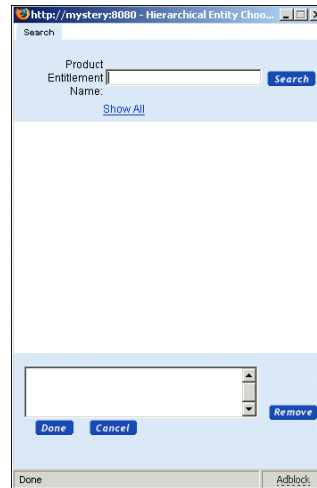 http://mystery:8080 - Hierarchical Entity Choo...
Search
Product
Entitlement
Name:
Search
Show All
Remove
Done Cancel
Done Adblock